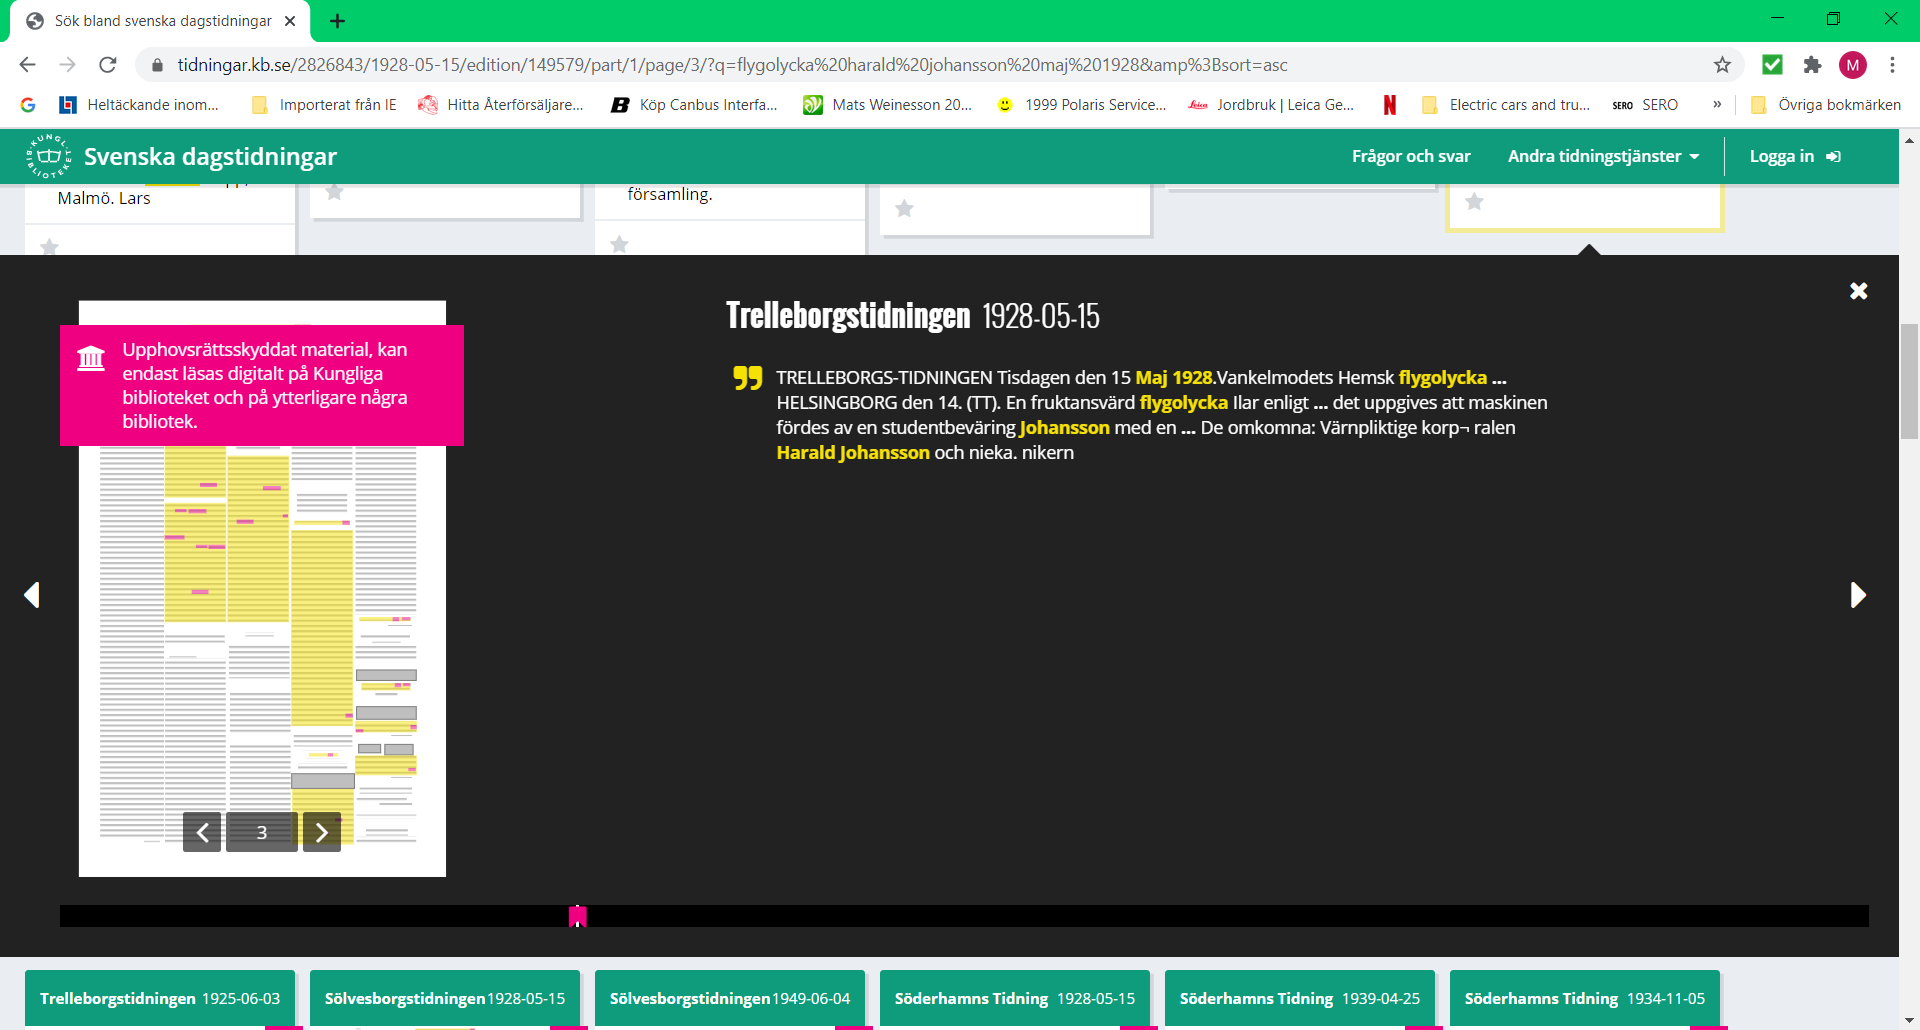 Sök bland svenska dagstidningar
tidningar.kb.se/2826843/1928-05-15/edition/149579/part/1/page/3/?q=flygolycka%20harald%20johansson%20maj%201928&amp%3Bsort=asc
M
Heltäckande inom...
Importerat från IE
Hitta Återförsäljare...
B
Köp Canbus Interfa...
Mats Weinesson 20...
1999 Polaris Service...
Leica
Jordbruk | Leica Ge...
N
Electric cars and tru...
SERO
SERO
»
Övriga bokmärken
KUNGL. BIBLIOTEKET
Svenska dagstidningar
Frågor och svar
Andra tidningstjänster
Logga in
Malmö. Lars
församling.
Upphovsrättsskyddat material, kan
endast läsas digitalt på Kungliga
biblioteket och på ytterligare några
bibliotek.
3
Trelleborgstidningen 1928-05-15
TRELLEBORGS-TIDNINGEN Tisdagen den 15 Maj 1928.Vankelmodets Hemsk flygolycka ...
HELSINGBORG den 14. (TT). En fruktansvärd flygolycka Ilar enligt ... det uppgives att maskinen
fördes av en studentbeväring Johansson med en ... De omkomna: Värnpliktige korp¬ ralen
Harald Johansson och nieka. nikern
Trelleborgstidningen 1925-06-03
Sölvesborgstidningen 1928-05-15
Sölvesborgstidningen 1949-06-04
Söderhamns Tidning 1928-05-15
Söderhamns Tidning 1939-04-25
Söderhamns Tidning 1934-11-05